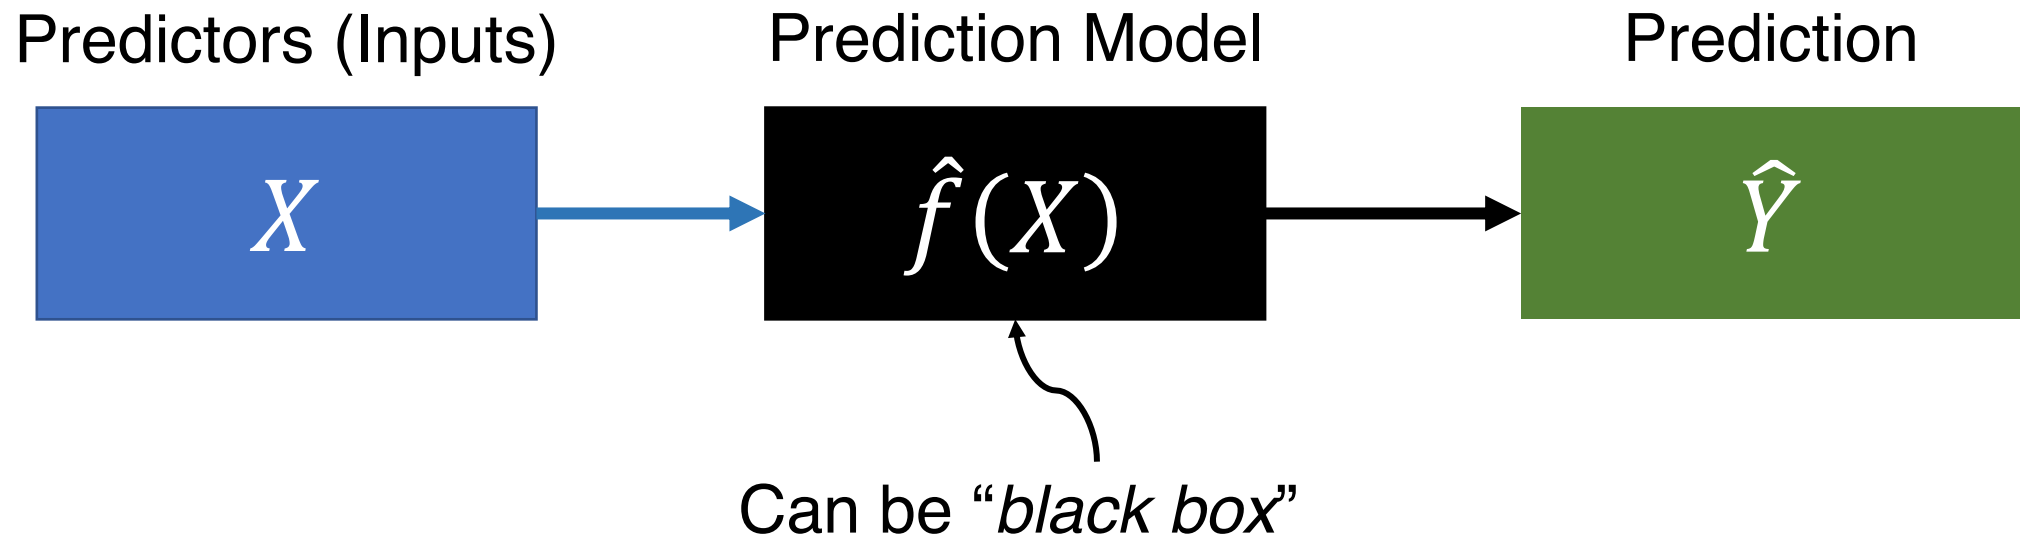 Predictors (Inputs) Prediction Model Prediction
X f̂(X) Ŷ
Can be “black box”